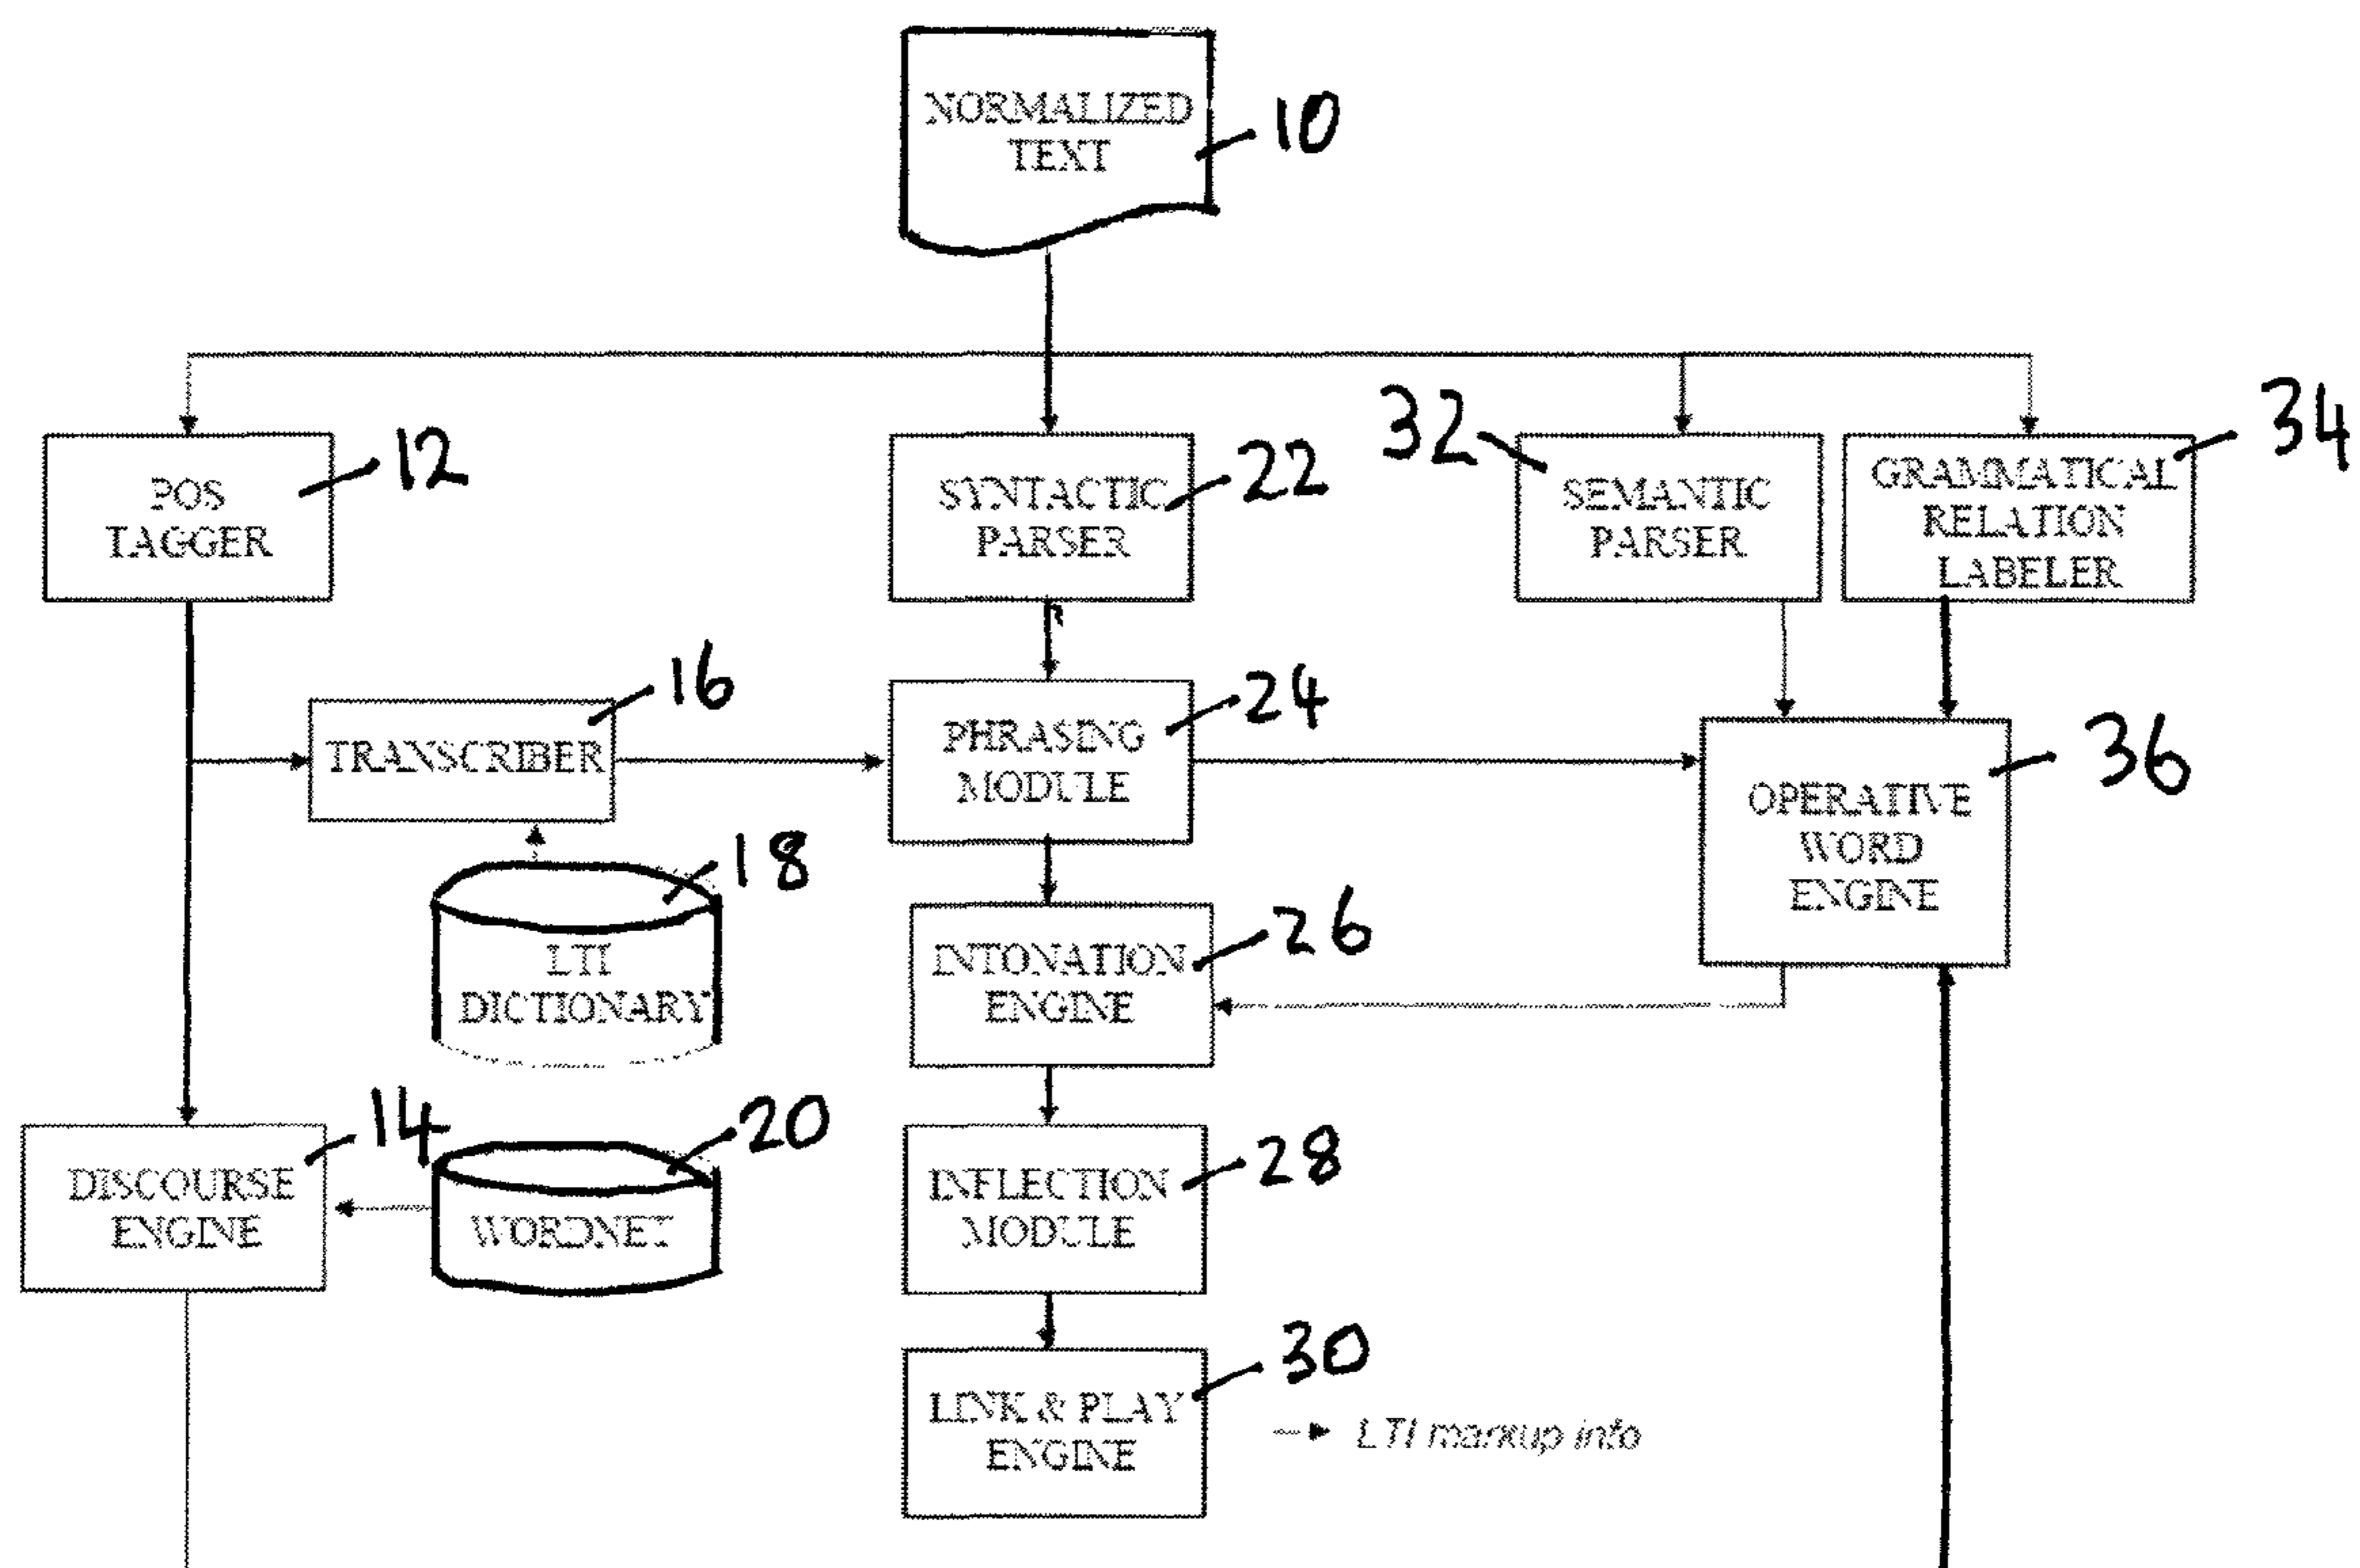 NORMALIZED
TEXT
10
POS
TAGGER
12
SYNTACTIC
PARSER
22
32
SEMANTIC
PARSER
GRAMMATICAL
RELATION
LABELER
34
TRANSCRIBER
16
PHRASING
MODULE
24
OPERATIVE
WORD
ENGINE
36
LTI
DICTIONARY
18
INTONATION
ENGINE
26
DISCOURSE
ENGINE
14
WORDNET
20
INFLECTION
MODULE
28
LINK & PLAY
ENGINE
30
LTI markup info